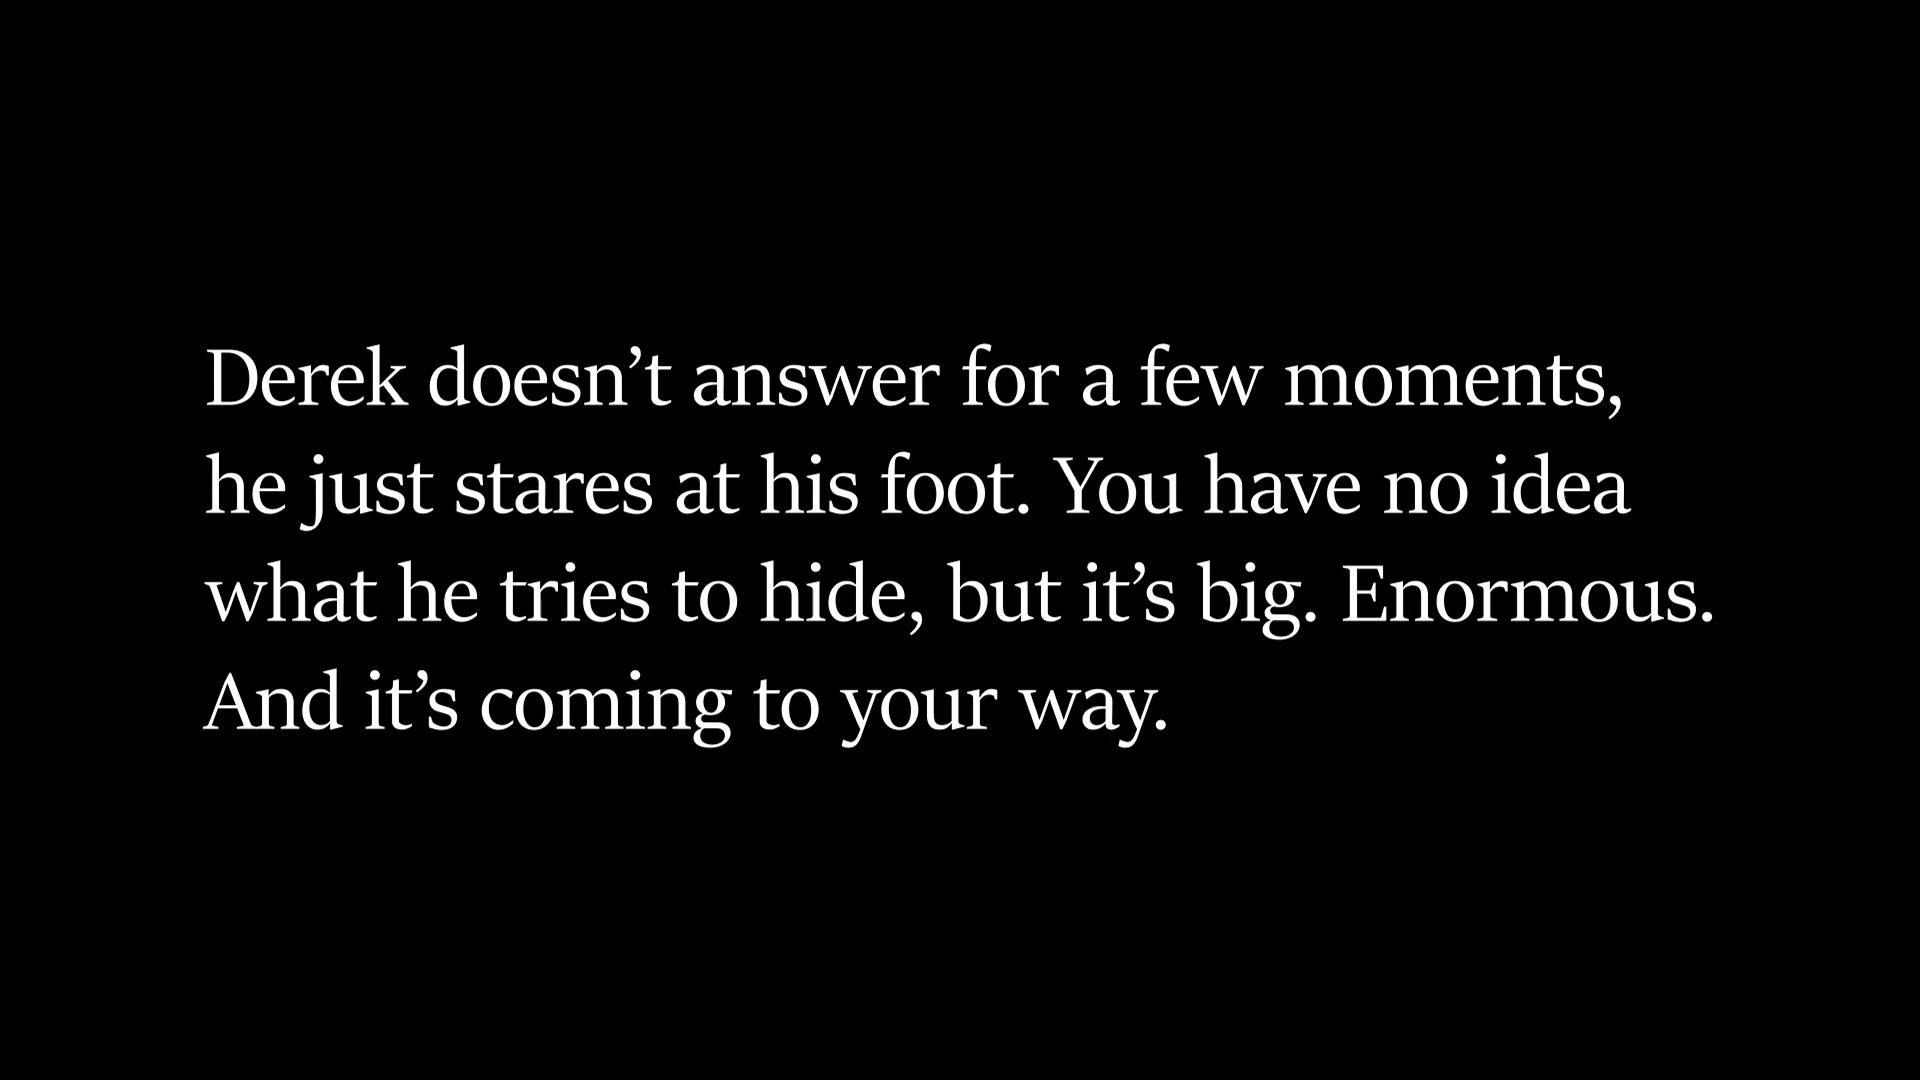 Derek doesn’t answer for a few moments,
he just stares at his foot. You have no idea
what he tries to hide, but it’s big. Enormous.
And it’s coming to your way.